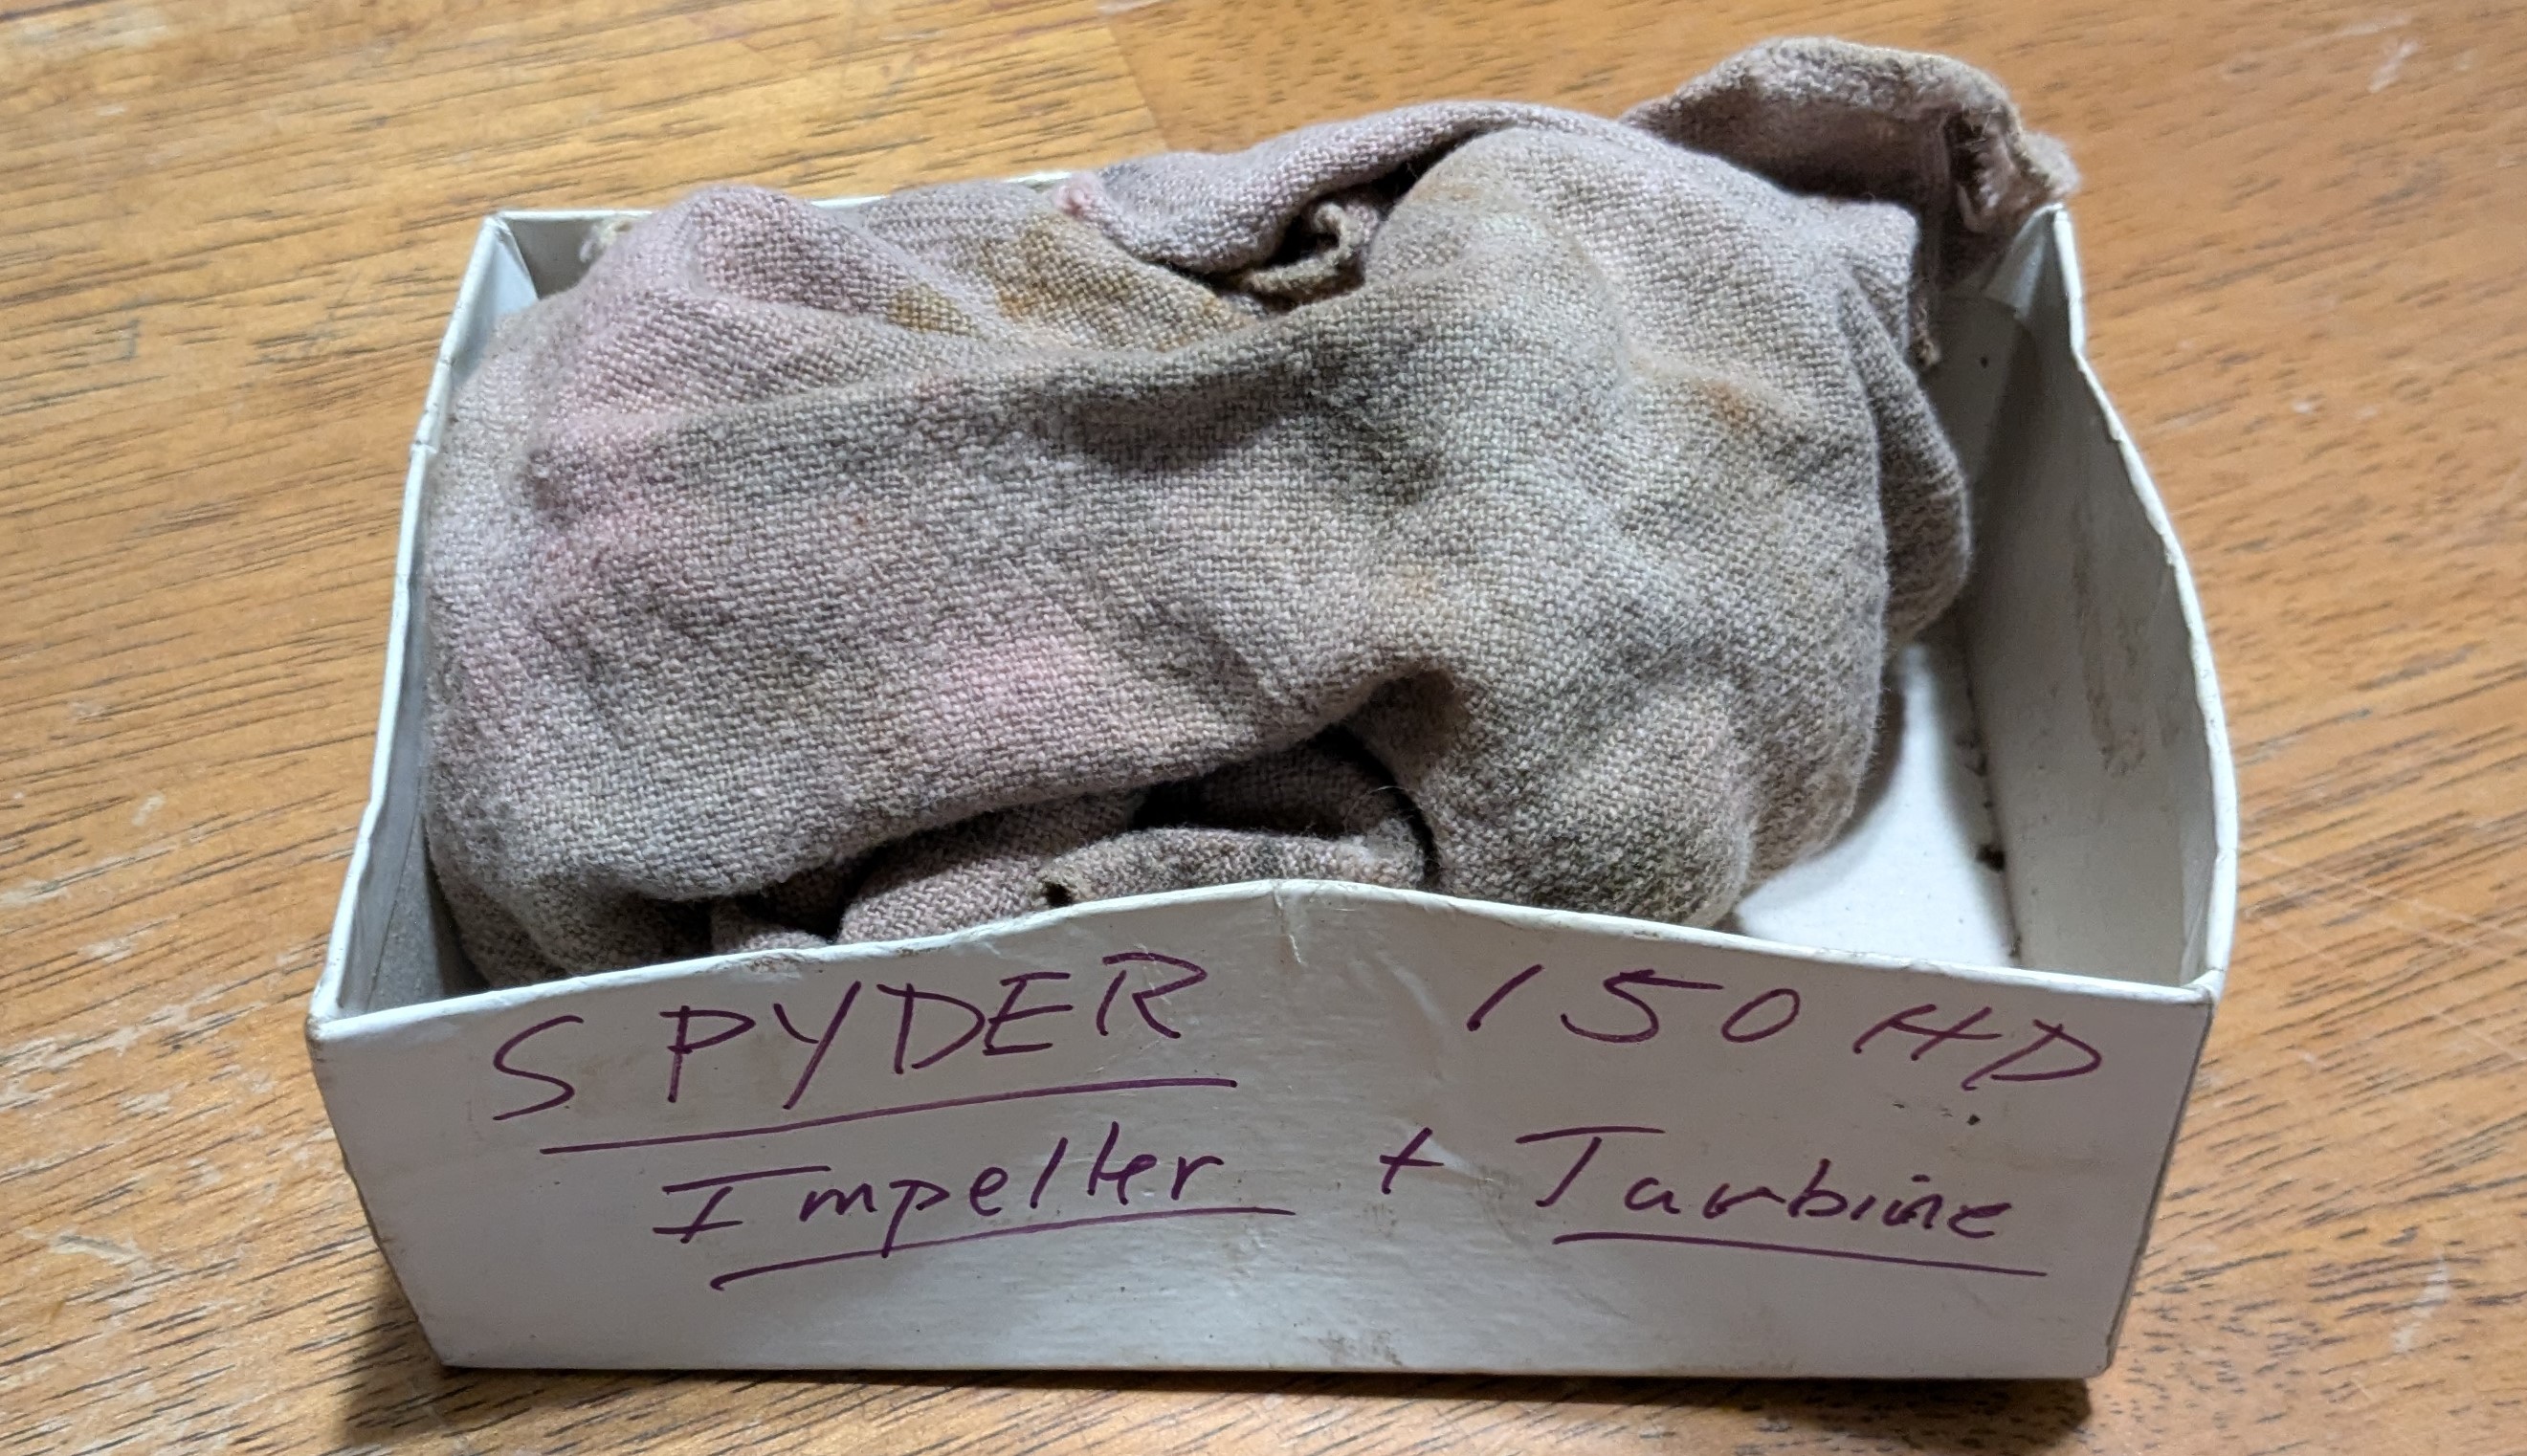 SPYDER 150 HD
Impeller + Turbine